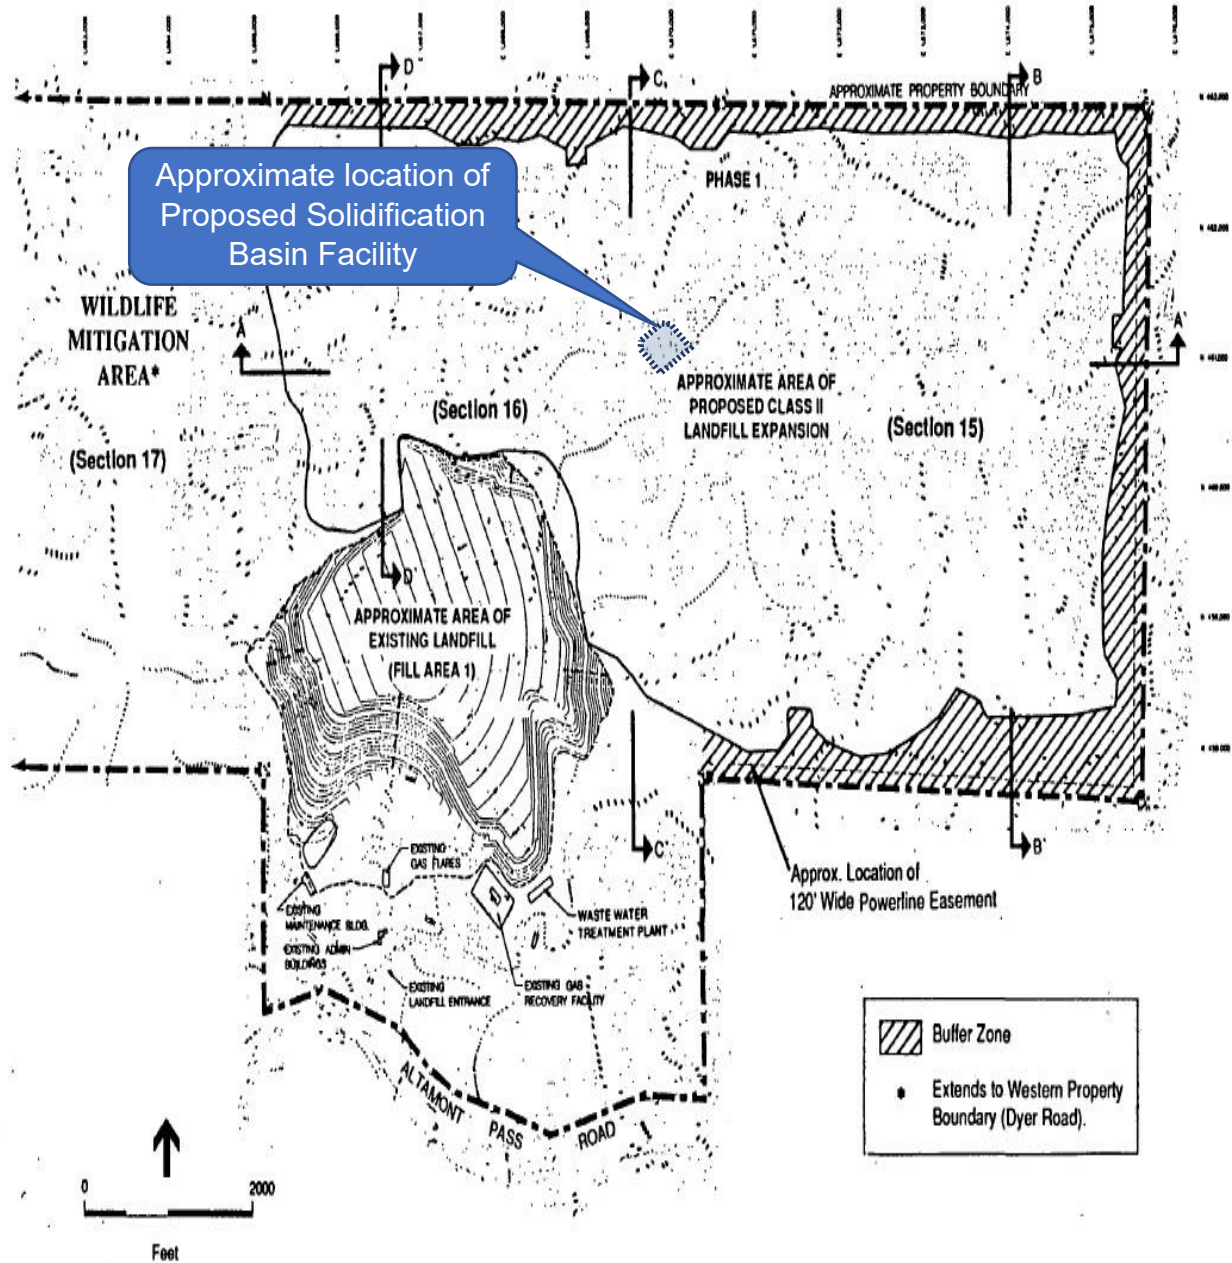 D
C
B
APPROXIMATE PROPERTY BOUNDARY
PHASE 1
Approximate location of
Proposed Solidification
Basin Facility
WILDLIFE
MITIGATION
AREA*
A
A'
(Section 17)
(Section 16)
APPROXIMATE AREA OF
PROPOSED CLASS II
LANDFILL EXPANSION
(Section 15)
D'
APPROXIMATE AREA OF
EXISTING LANDFILL
(FILL AREA 1)
C'
B'
EXISTING
GAS FLARES
Approx. Location of
120' Wide Powerline Easement
EXISTING
MAINTENANCE BLDG.
WASTE WATER
TREATMENT PLANT
EXISTING ADMIN
BUILDINGS
EXISTING
LANDFILL ENTRANCE
EXISTING GAS
RECOVERY FACILITY
ALTAMONT PASS ROAD
Buffer Zone
Extends to Western Property
Boundary (Dyer Road).
0 2000
Feet